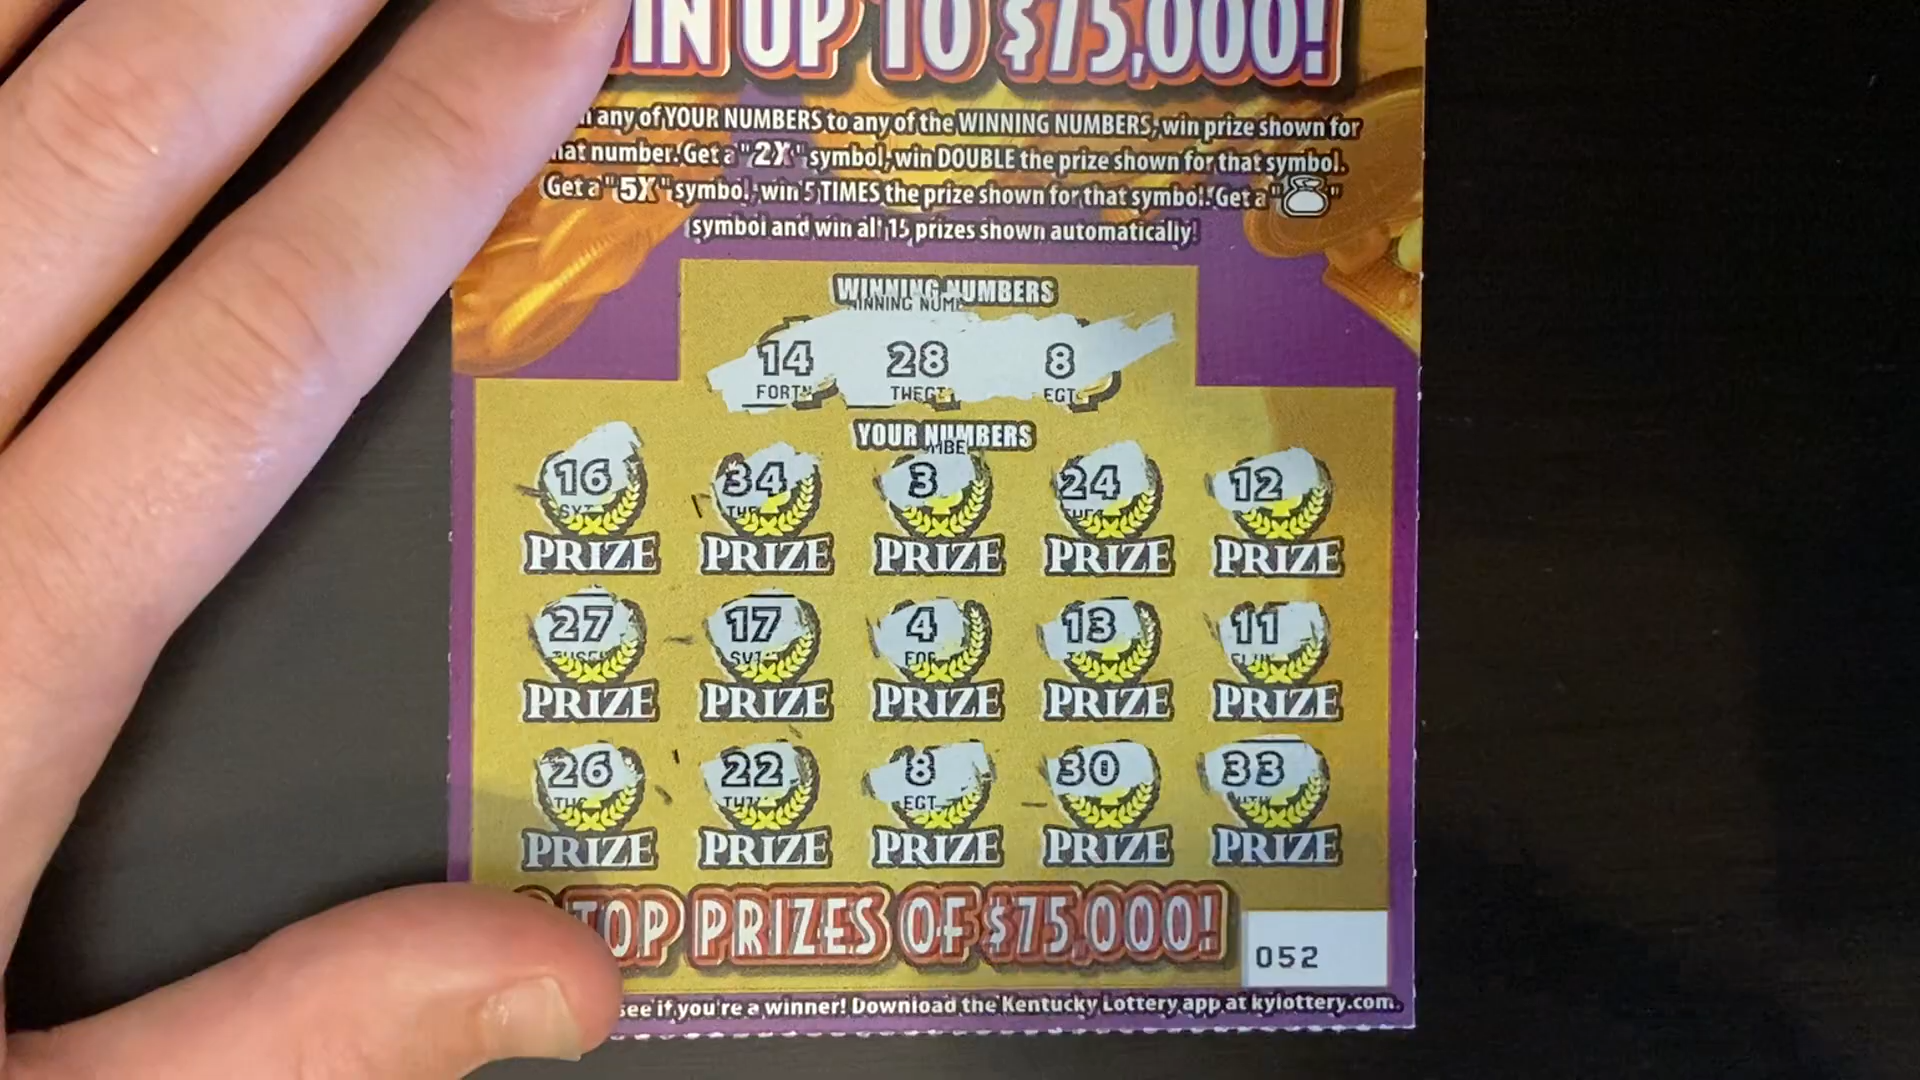 IN UP TO $75,000!
any of YOUR NUMBERS to any of the WINNING NUMBERS, win prize shown for
number. Get a "2X" symbol, win DOUBLE the prize shown for that symbol.
Get a "5X" symbol, win 5 TIMES the prize shown for that symbol. Get a " "
symbol and win all 15 prizes shown automatically!
WINNING NUMBERS
14 28 8
FORTN TWEGT EGT
YOUR NUMBERS
16 34 3 24 12
PRIZE PRIZE PRIZE PRIZE PRIZE
27 17 4 13 11
PRIZE PRIZE PRIZE PRIZE PRIZE
26 22 8 30 33
EGT
PRIZE PRIZE PRIZE PRIZE PRIZE
TOP PRIZES OF $75,000!
052
see if you're a winner! Download the Kentucky Lottery app at kylottery.com.